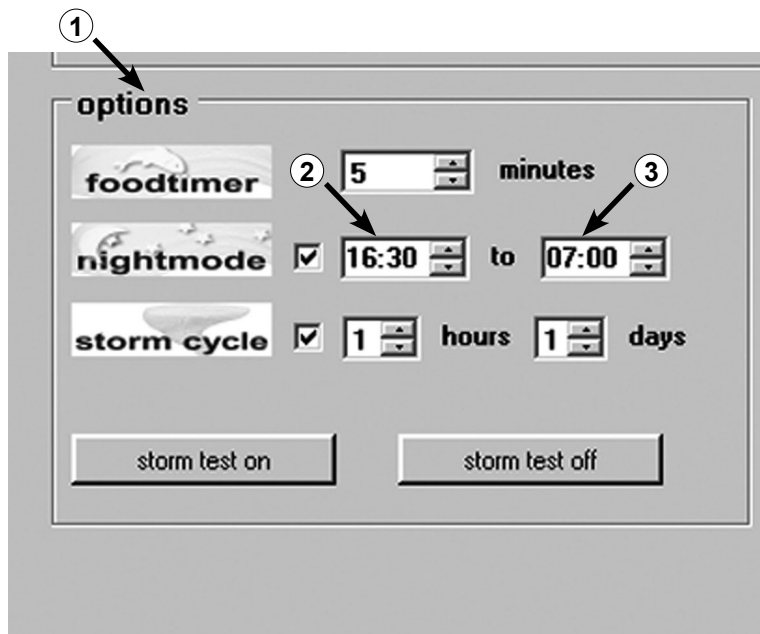 1
options
foodtimer 2 5 minutes 3
nightmode 16:30 to 07:00
storm cycle 1 hours 1 days
storm test on storm test off